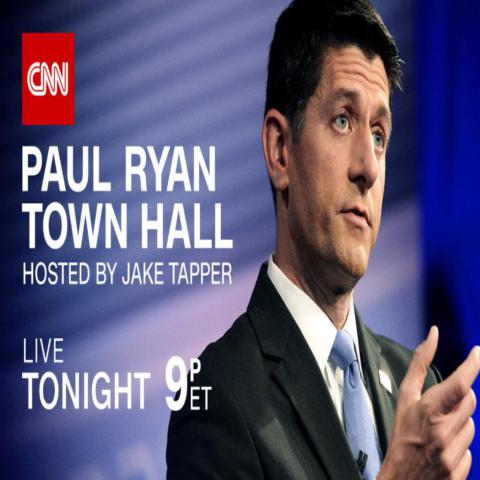 CNN
PAUL RYAN
TOWN HALL
HOSTED BY JAKE TAPPER
LIVE
TONIGHT 9P ET